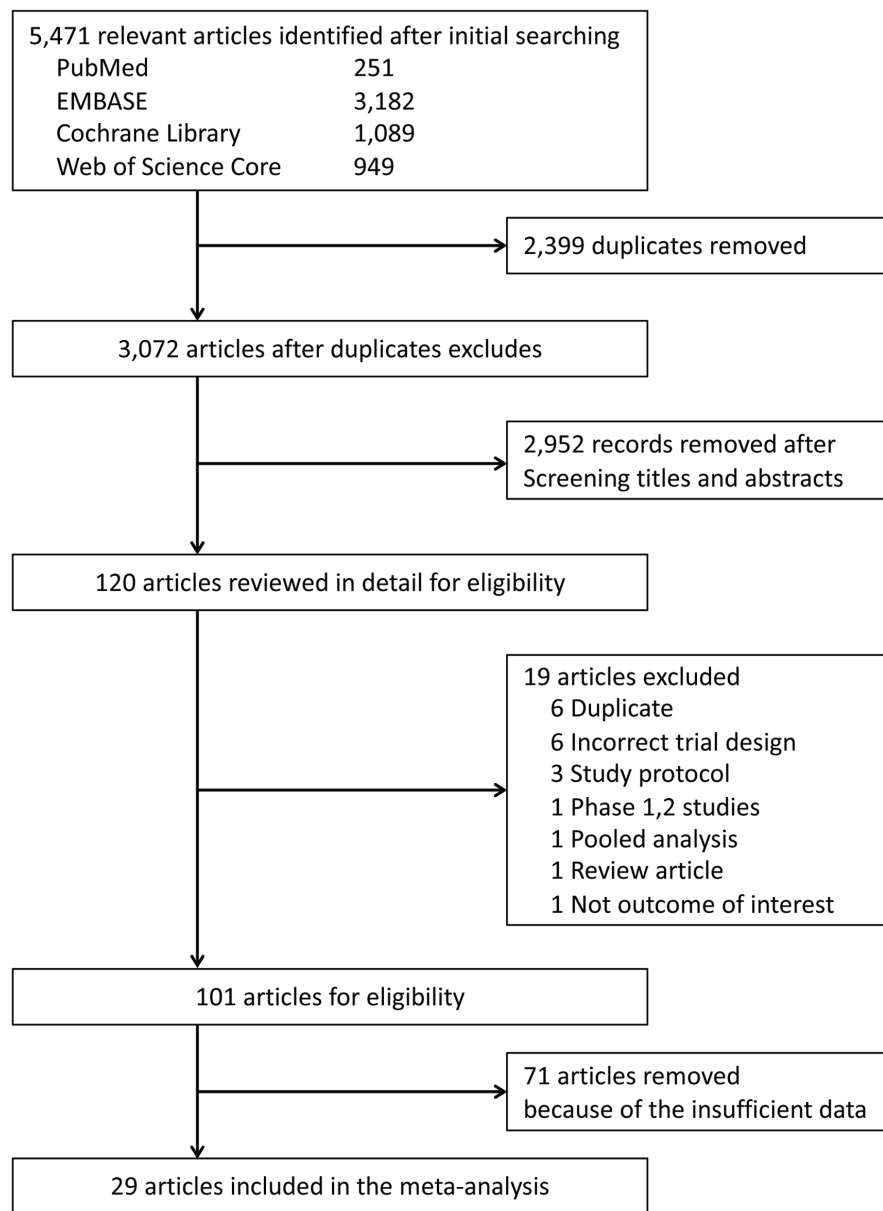 5,471 relevant articles identified after initial searching
PubMed 251
EMBASE 3,182
Cochrane Library 1,089
Web of Science Core 949
2,399 duplicates removed
3,072 articles after duplicates excludes
2,952 records removed after
Screening titles and abstracts
120 articles reviewed in detail for eligibility
19 articles excluded
6 Duplicate
6 Incorrect trial design
3 Study protocol
1 Phase 1,2 studies
1 Pooled analysis
1 Review article
1 Not outcome of interest
101 articles for eligibility
71 articles removed
because of the insufficient data
29 articles included in the meta-analysis